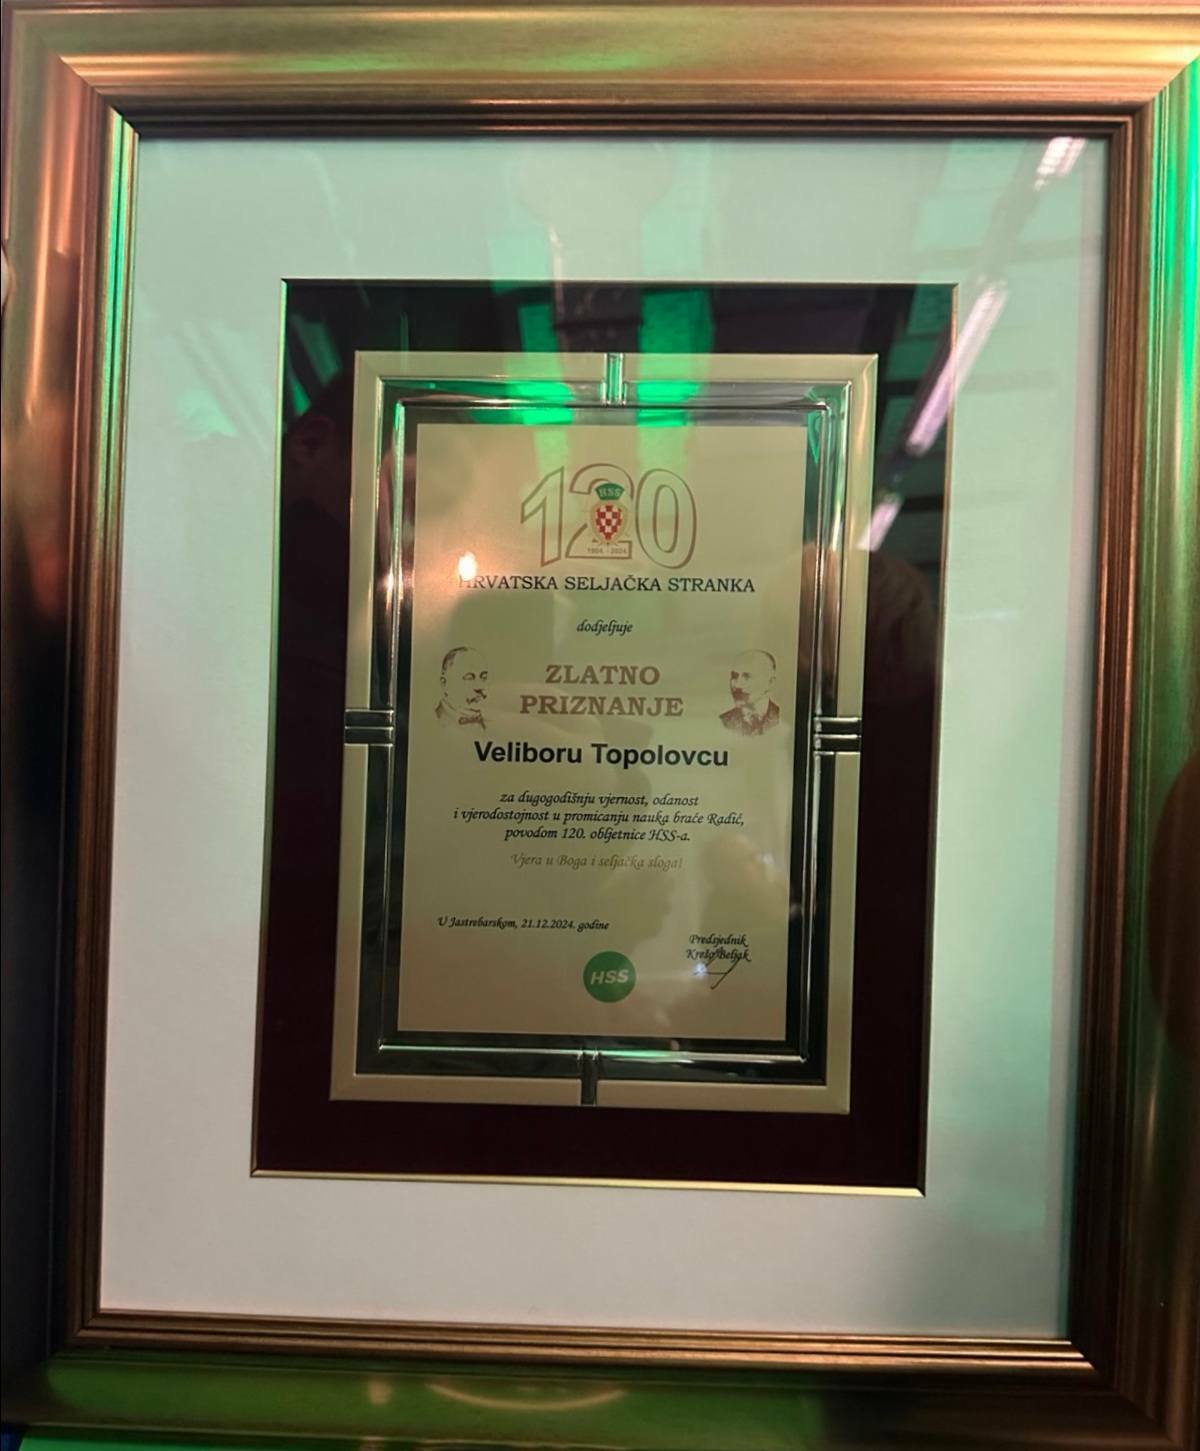 120
HSS
1904. - 2024.
HRVATSKA SELJAČKA STRANKA
dodjeljuje
ZLATNO
PRIZNANJE
Veliboru Topolovcu
za dugogodišnju vjernost, odanost
i vjerodostojnost u promicanju nauka braće Radić,
povodom 120. obljetnice HSS-a.
Vjera u Boga i seljačka sloga!
U Jastrebarskom, 21.12.2024. godine
Predsjednik
Krešo Beljak
HSS